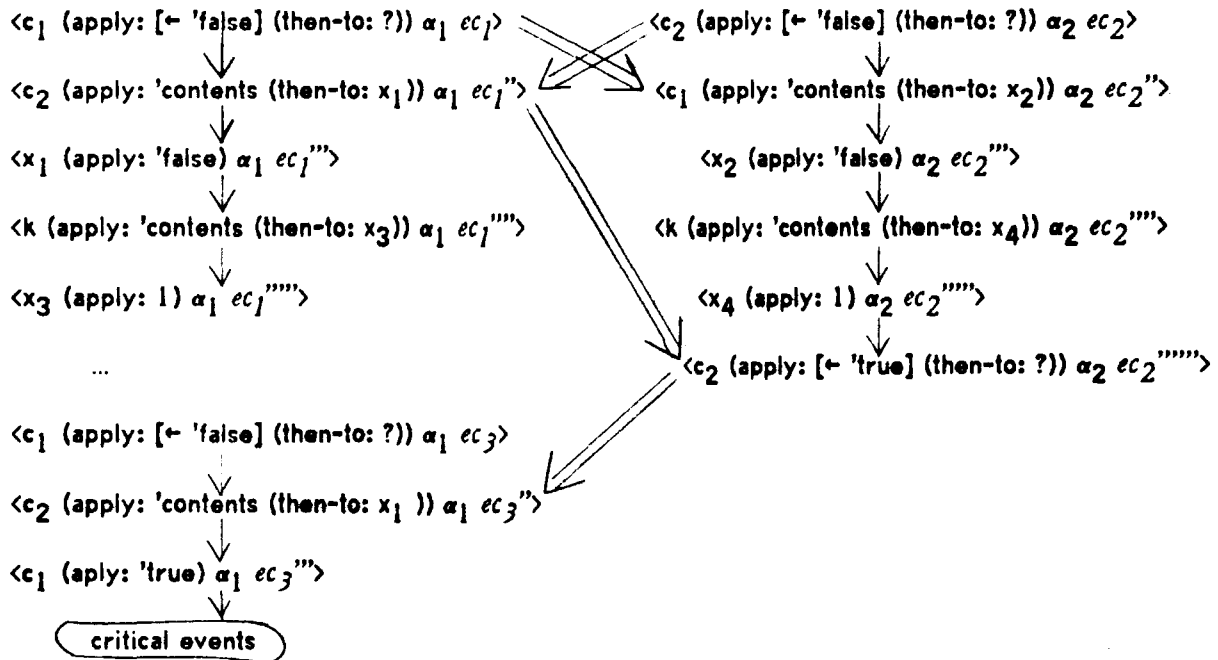 <c₁ (apply: [← 'false] (then-to: ?)) α₁ ec₁> <c₂ (apply: [← 'false] (then-to: ?)) α₂ ec₂>
<c₂ (apply: 'contents (then-to: x₁)) α₁ ec₁''> <c₁ (apply: 'contents (then-to: x₂)) α₂ ec₂''>
<x₁ (apply: 'false) α₁ ec₁'''> <x₂ (apply: 'false) α₂ ec₂'''>
<k (apply: 'contents (then-to: x₃)) α₁ ec₁''''> <k (apply: 'contents (then-to: x₄)) α₂ ec₂''''>
<x₃ (apply: 1) α₁ ec₁'''''> <x₄ (apply: 1) α₂ ec₂'''''>
... <c₂ (apply: [← 'true] (then-to: ?)) α₂ ec₂''''''>
<c₁ (apply: [← 'false] (then-to: ?)) α₁ ec₃>
<c₂ (apply: 'contents (then-to: x₁ )) α₁ ec₃''>
<c₁ (aply: 'true) α₁ ec₃'''>
critical events